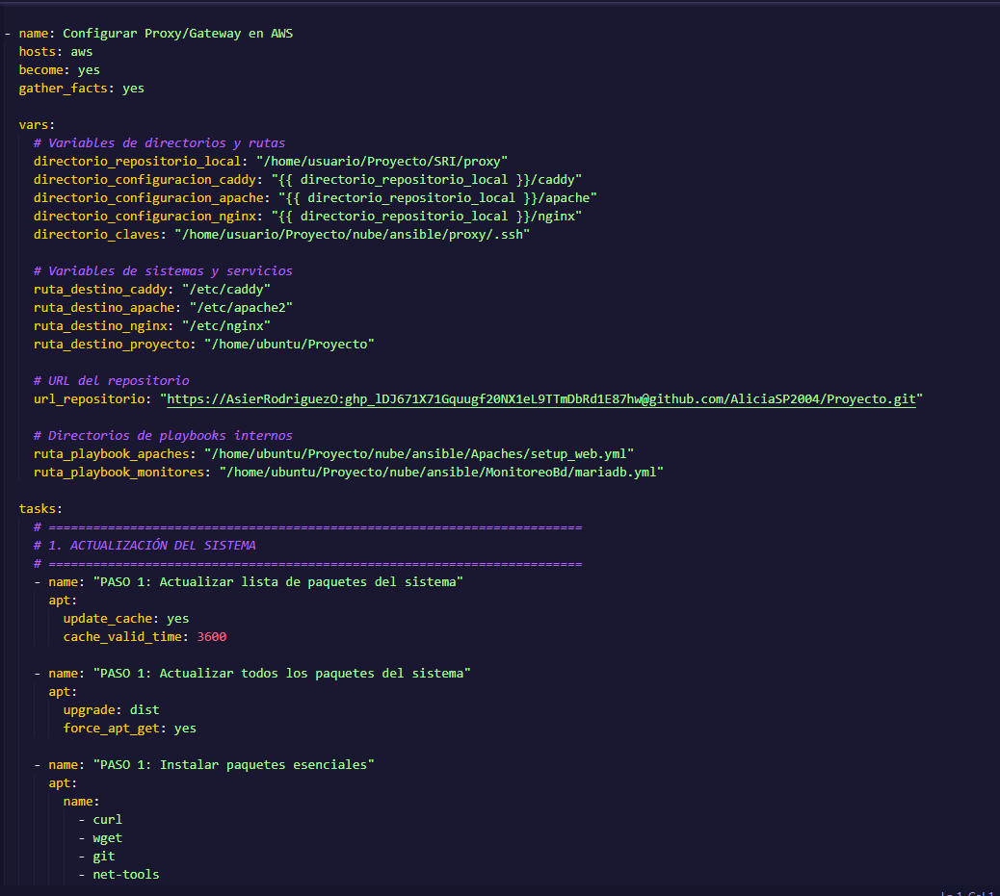 - name: Configurar Proxy/Gateway en AWS
hosts: aws
become: yes
gather_facts: yes
vars:
# Variables de directorios y rutas
directorio_repositorio_local: "/home/usuario/Proyecto/SRI/proxy"
directorio_configuracion_caddy: "{{ directorio_repositorio_local }}/caddy"
directorio_configuracion_apache: "{{ directorio_repositorio_local }}/apache"
directorio_configuracion_nginx: "{{ directorio_repositorio_local }}/nginx"
directorio_claves: "/home/usuario/Proyecto/nube/ansible/proxy/.ssh"
# Variables de sistemas y servicios
ruta_destino_caddy: "/etc/caddy"
ruta_destino_apache: "/etc/apache2"
ruta_destino_nginx: "/etc/nginx"
ruta_destino_proyecto: "/home/ubuntu/Proyecto"
# URL del repositorio
url_repositorio: "https://AsierRodriguezO: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@github.com/AliciaSP2004/Proyecto.git"
# Directorios de playbooks internos
ruta_playbook_apaches: "/home/ubuntu/Proyecto/nube/ansible/Apaches/setup_web.yml"
ruta_playbook_monitores: "/home/ubuntu/Proyecto/nube/ansible/MonitoreoBd/mariadb.yml"
tasks:
# ========================================================================
# 1. ACTUALIZACIÓN DEL SISTEMA
# ========================================================================
- name: "PASO 1: Actualizar lista de paquetes del sistema"
apt:
update_cache: yes
cache_valid_time: 3600
- name: "PASO 1: Actualizar todos los paquetes del sistema"
apt:
upgrade: dist
force_apt_get: yes
- name: "PASO 1: Instalar paquetes esenciales"
apt:
name:
- curl
- wget
- git
- net-tools